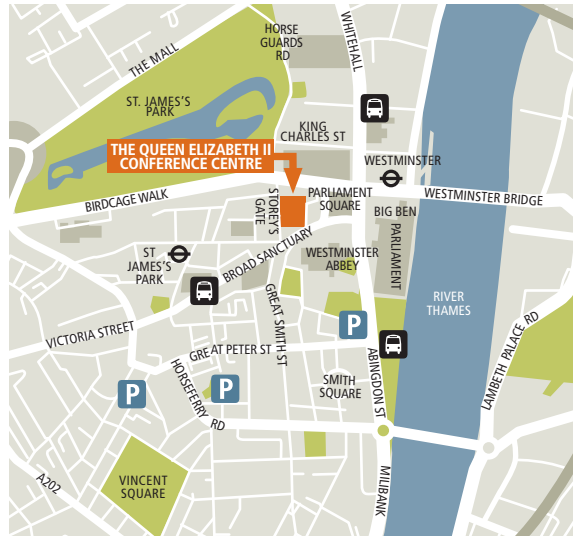 HORSE
GUARDS
RD
WHITEHALL
THE MALL
ST. JAMES'S
PARK
KING
CHARLES ST
THE QUEEN ELIZABETH II
CONFERENCE CENTRE
WESTMINSTER
BIRDCAGE WALK
STOREY'S
GATE
PARLIAMENT
SQUARE
WESTMINSTER BRIDGE
BIG BEN
PARLIAMENT
ST
JAMES'S
PARK
BROAD SANCTUARY
WESTMINSTER
ABBEY
RIVER
THAMES
VICTORIA STREET
GREAT SMITH ST
P
GREAT PETER ST
ABINGDON ST
LAMBETH PALACE RD
P
P
HORSEFERRY RD
SMITH
SQUARE
VINCENT
SQUARE
A202
MILIBANK